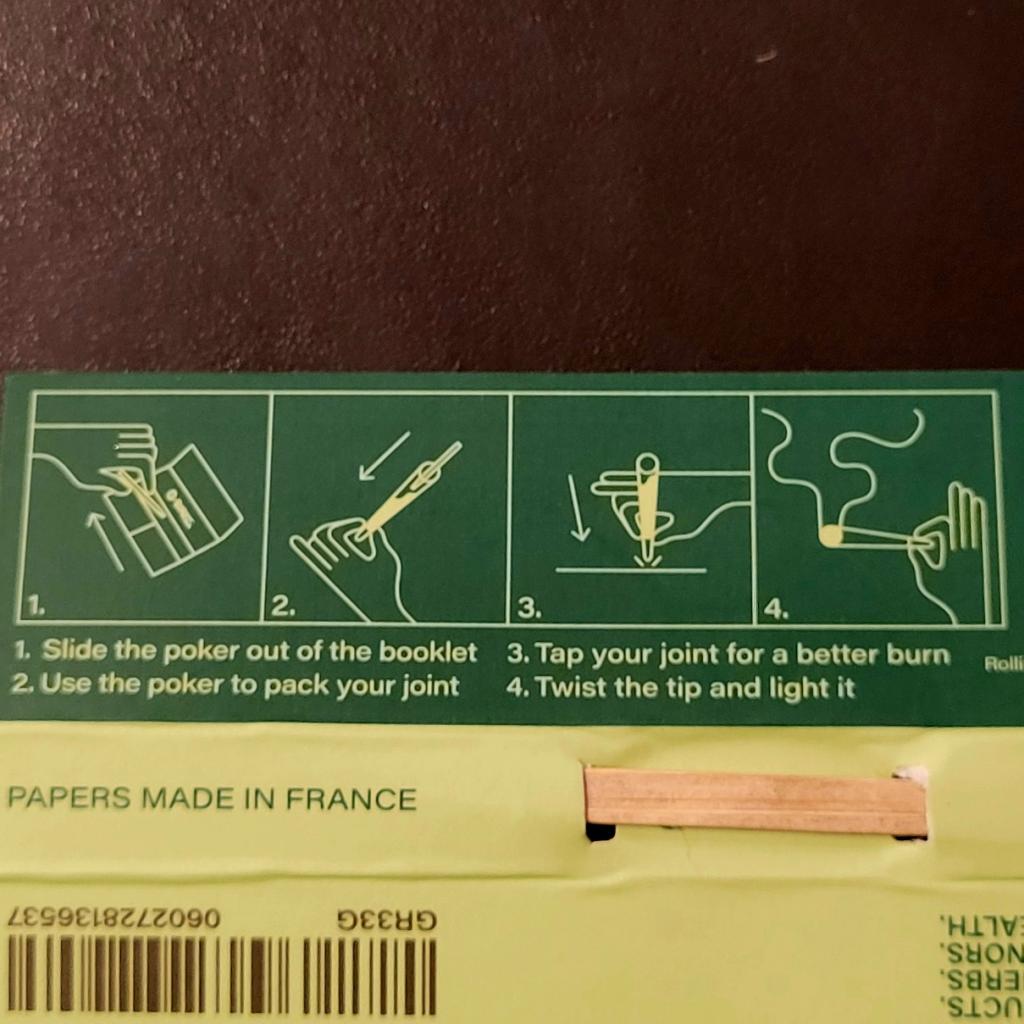 1.
2.
3.
4.
1. Slide the poker out of the booklet
2. Use the poker to pack your joint
3. Tap your joint for a better burn
4. Twist the tip and light it
PAPERS MADE IN FRANCE
GR33G 0602728136537